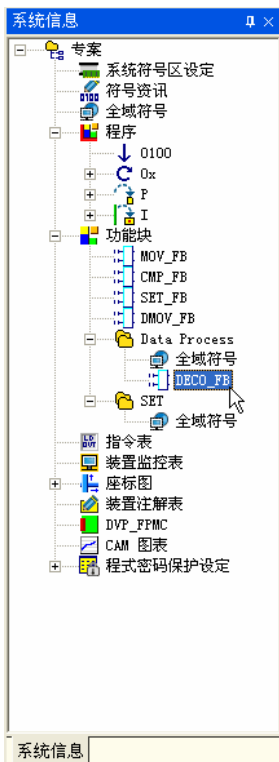 系统信息
专案
系统符号区设定
符号资讯
全域符号
程序
0100
Ox
P
I
功能块
MOV_FB
CMP_FB
SET_FB
DMOV_FB
Data Process
全域符号
DECO_FB
SET
全域符号
指令表
装置监控表
座标图
装置注解表
DVP_FPMC
CAM 图表
程式密码保护设定
系统信息